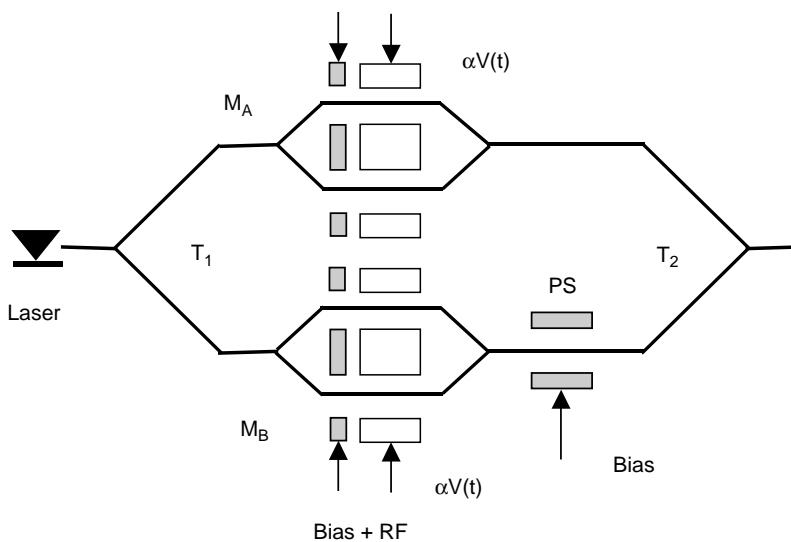 αV(t)
M_A
T_1
T_2
PS
Laser
M_B
Bias
αV(t)
Bias + RF